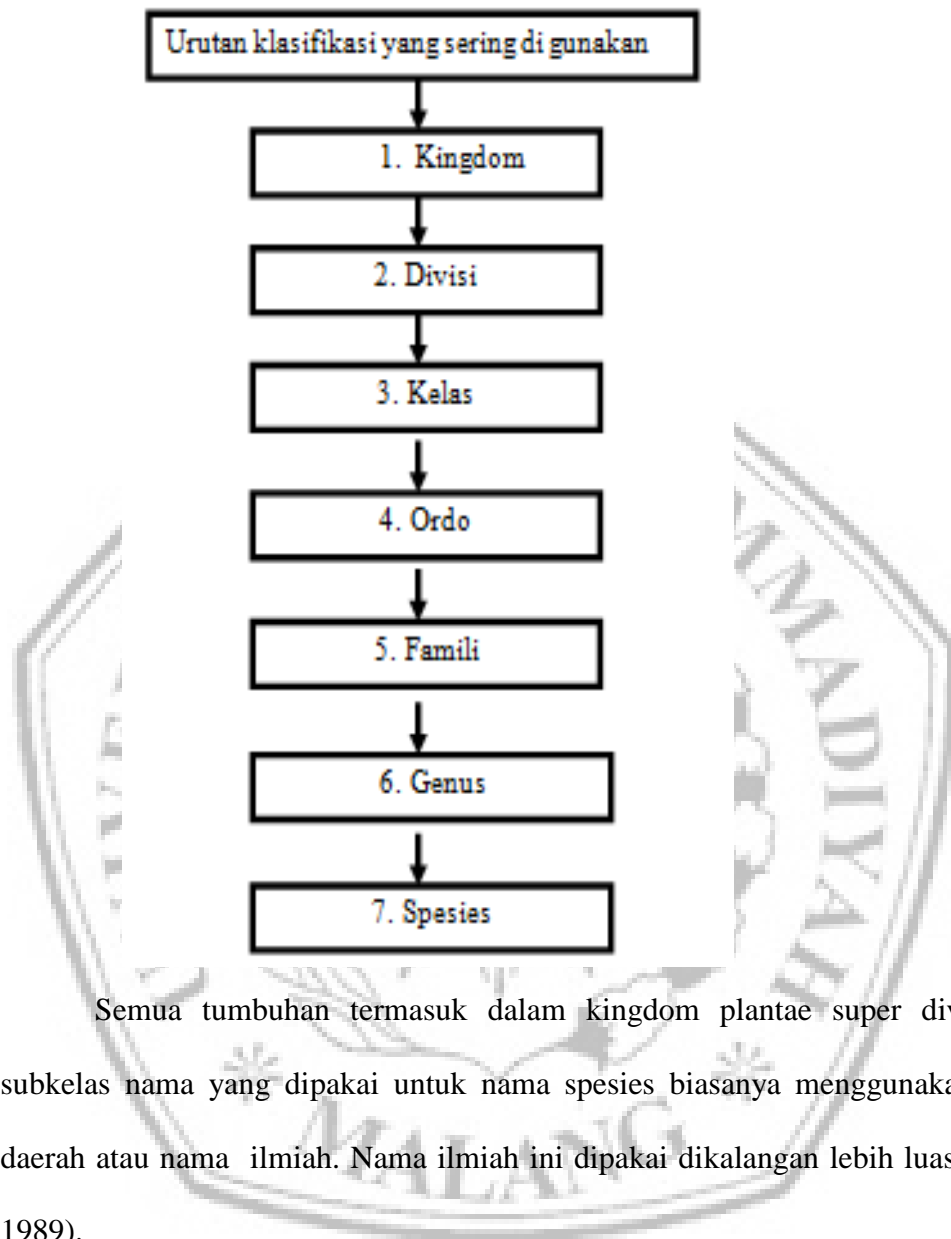 Urutan klasifikasi yang sering di gunakan
1. Kingdom
2. Divisi
3. Kelas
4. Ordo
5. Famili
6. Genus
7. Spesies
Semua tumbuhan termasuk dalam kingdom plantae super
subkelas nama yang dipakai untuk nama spesies biasanya
daerah atau nama ilmiah. Nama ilmiah ini dipakai dikalangan lebih luas
1989).
MALANG